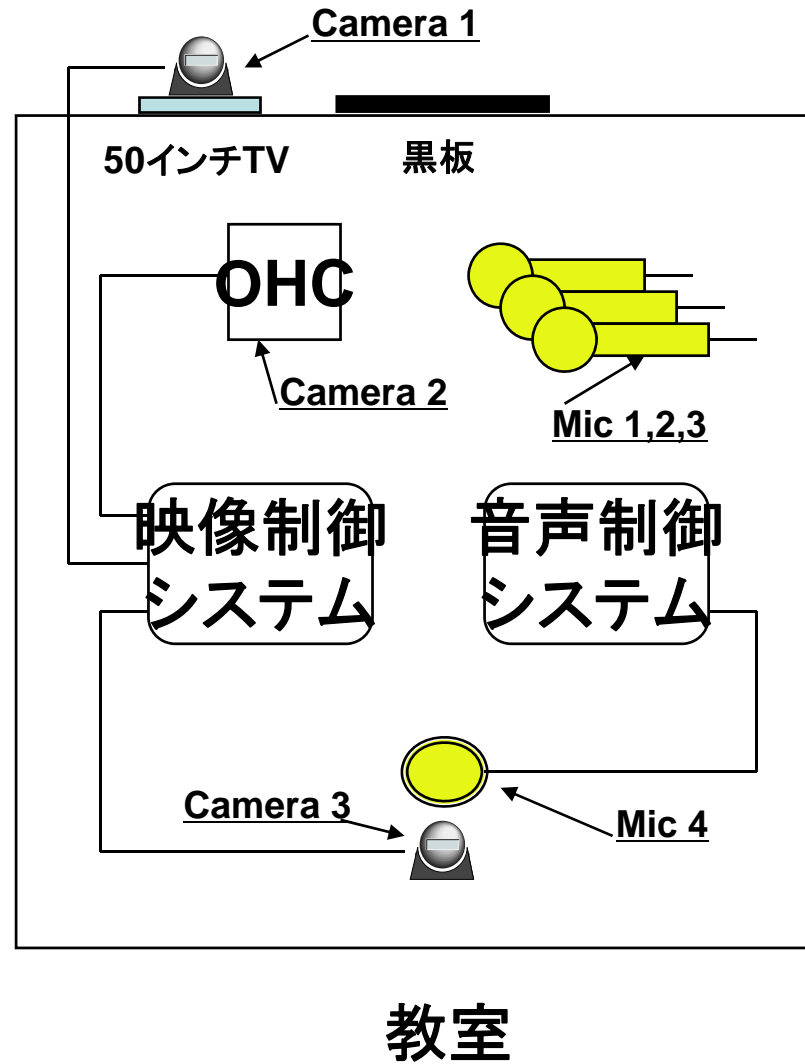 Camera 1
50インチTV
黒板
OHC
Camera 2
Mic 1,2,3
映像制御
システム
音声制御
システム
Camera 3
Mic 4
教室